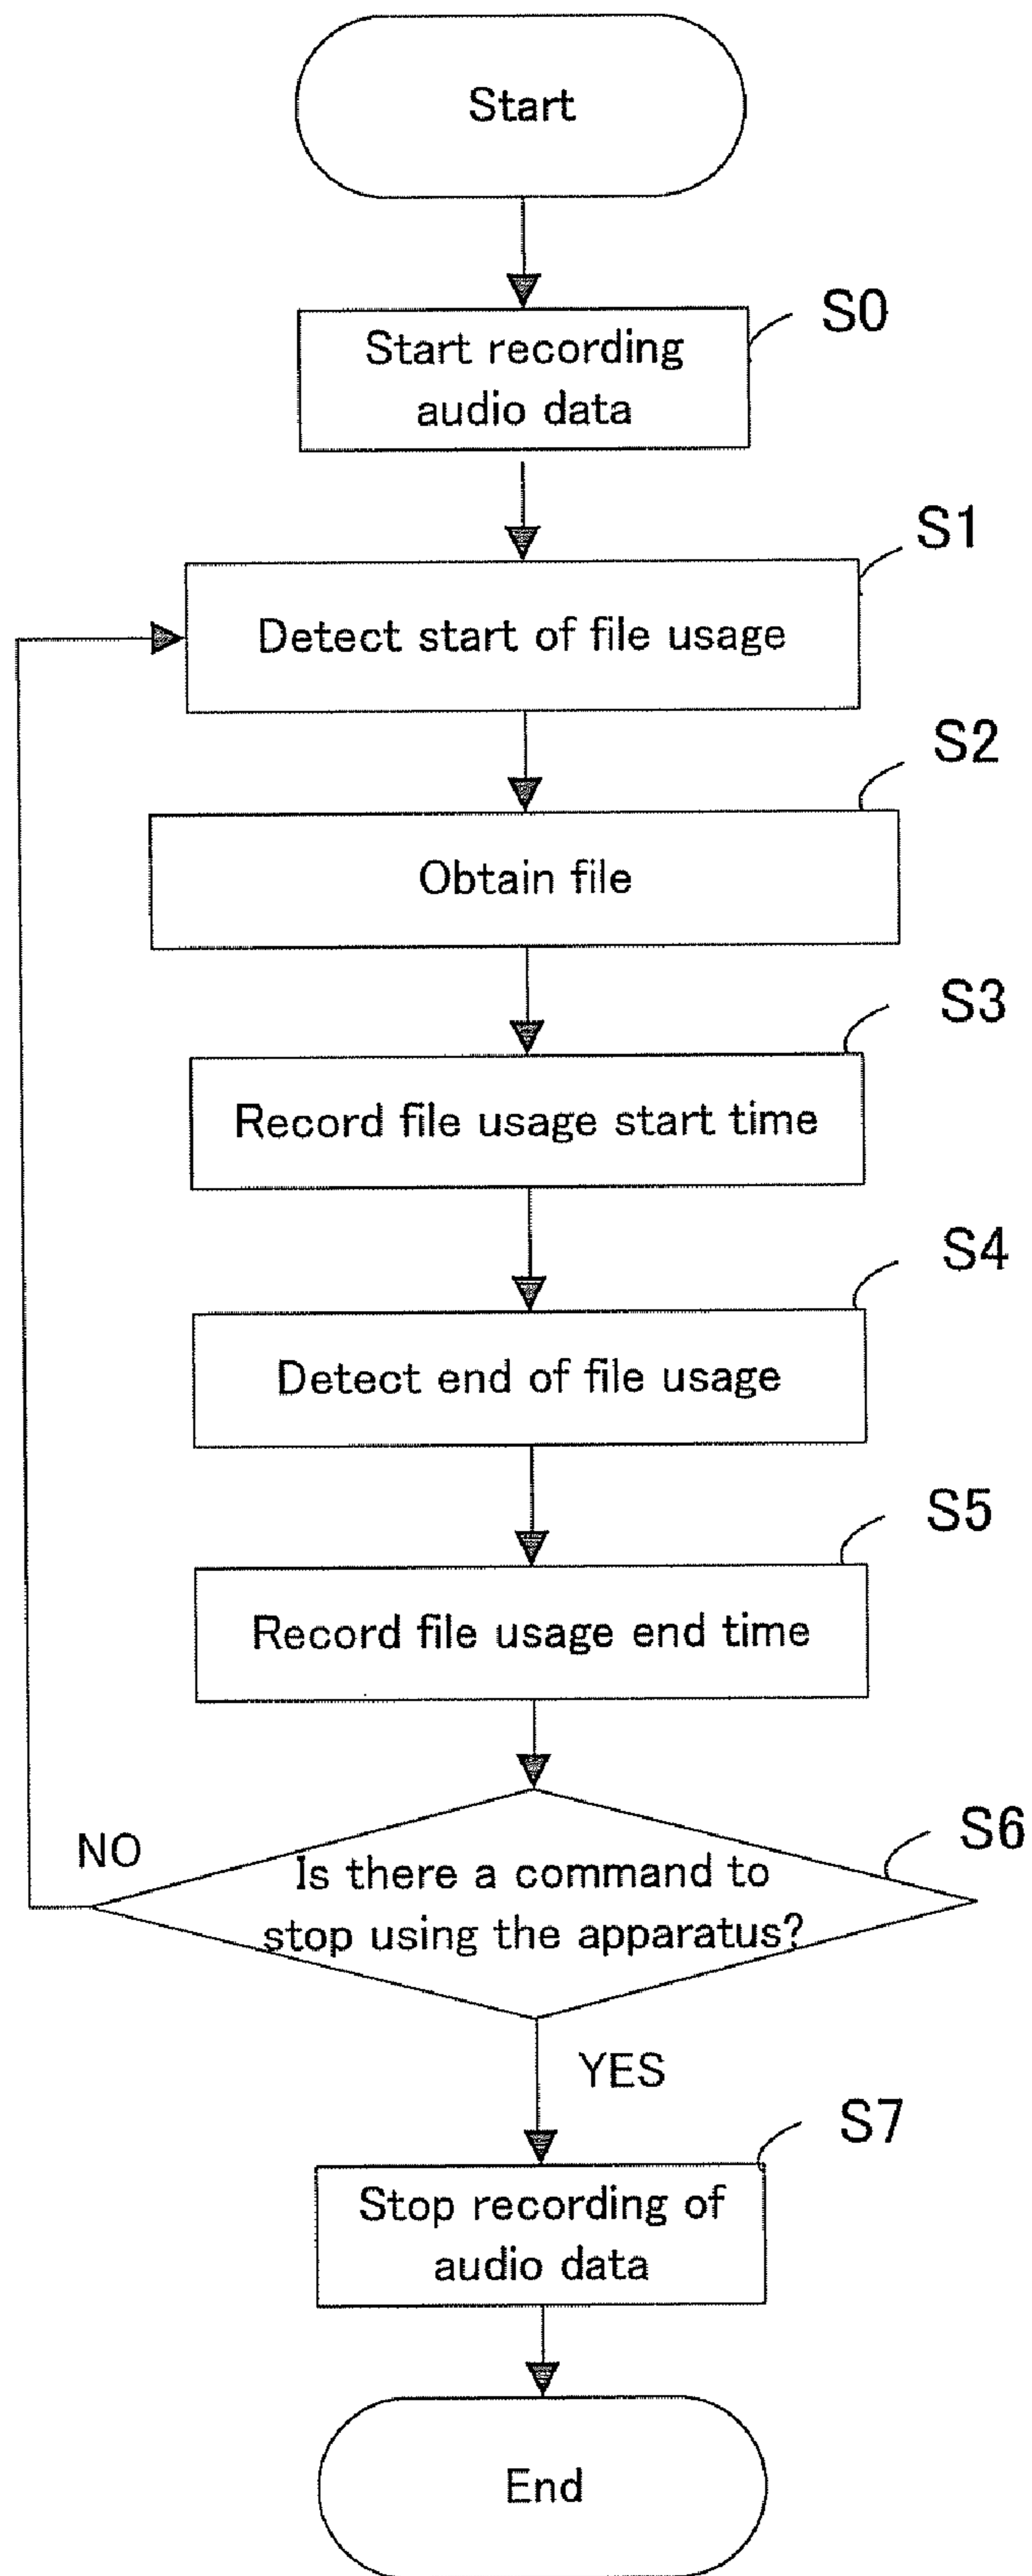 Start
S0
Start recording
audio data
S1
Detect start of file usage
S2
Obtain file
S3
Record file usage start time
S4
Detect end of file usage
S5
Record file usage end time
S6
NO
Is there a command to
stop using the apparatus?
YES
S7
Stop recording of
audio data
End